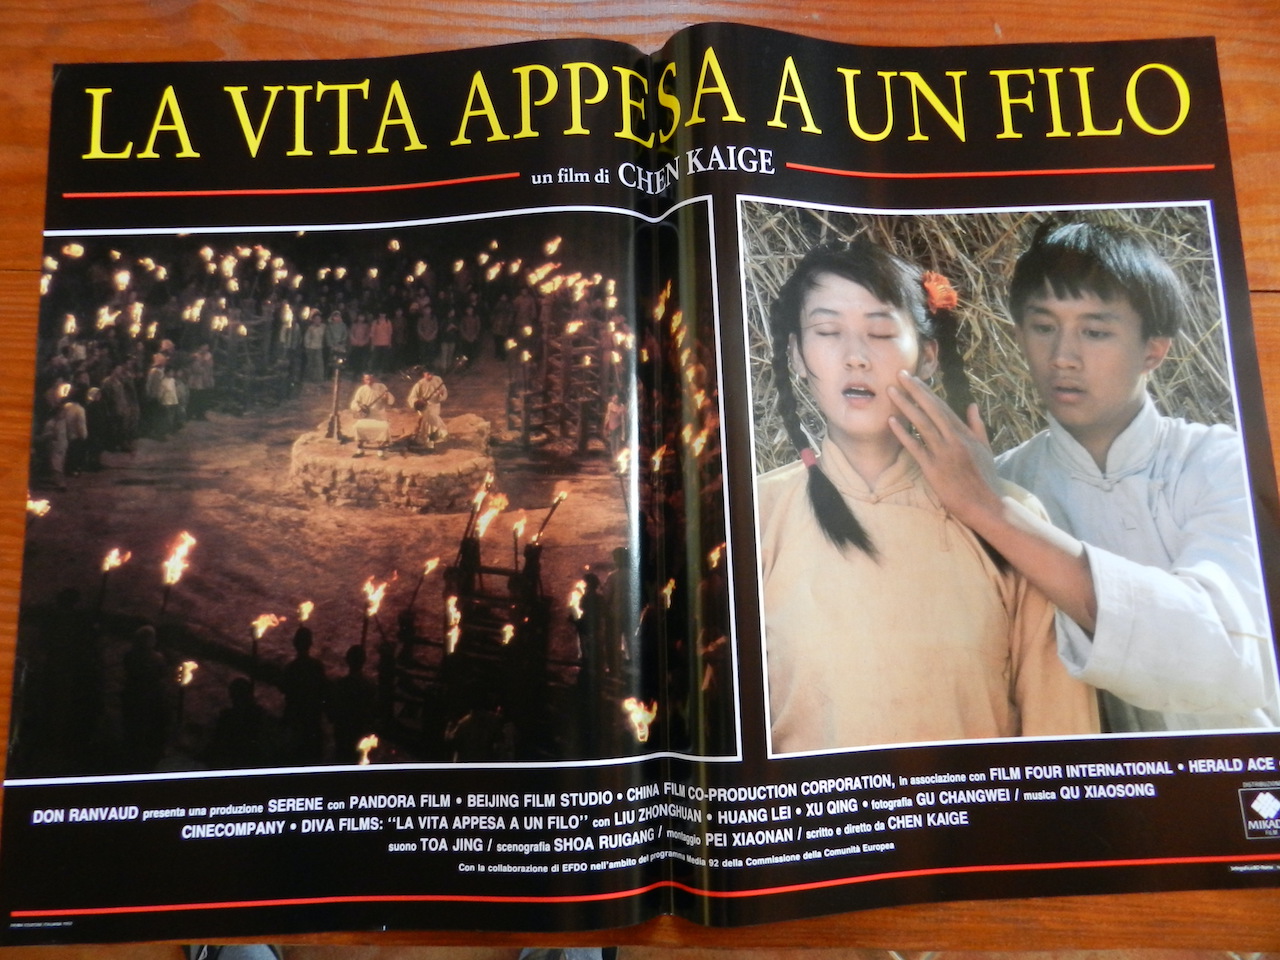 LA VITA APPESA A UN FILO
un film di CHEN KAIGE
DON RANVAUD presenta una produzione SERENE con PANDORA FILM • BEIJING FILM STUDIO • CHINA FILM CO-PRODUCTION CORPORATION, in associazione con FILM FOUR INTERNATIONAL • HERALD ACE •
CINECOMPANY • DIVA FILMS: "LA VITA APPESA A UN FILO" con LIU ZHONGHUAN • HUANG LEI • XU QING • fotografia GU CHANGWEI / musica QU XIAOSONG
suono TOA JING / scenografia SHOA RUIGANG / montaggio PEI XIAONAN / scritto e diretto da CHEN KAIGE
Con la collaborazione di EFDO nell'ambito del programma Media 92 della Commissione della Comunità Europea
MIKAD
FILM